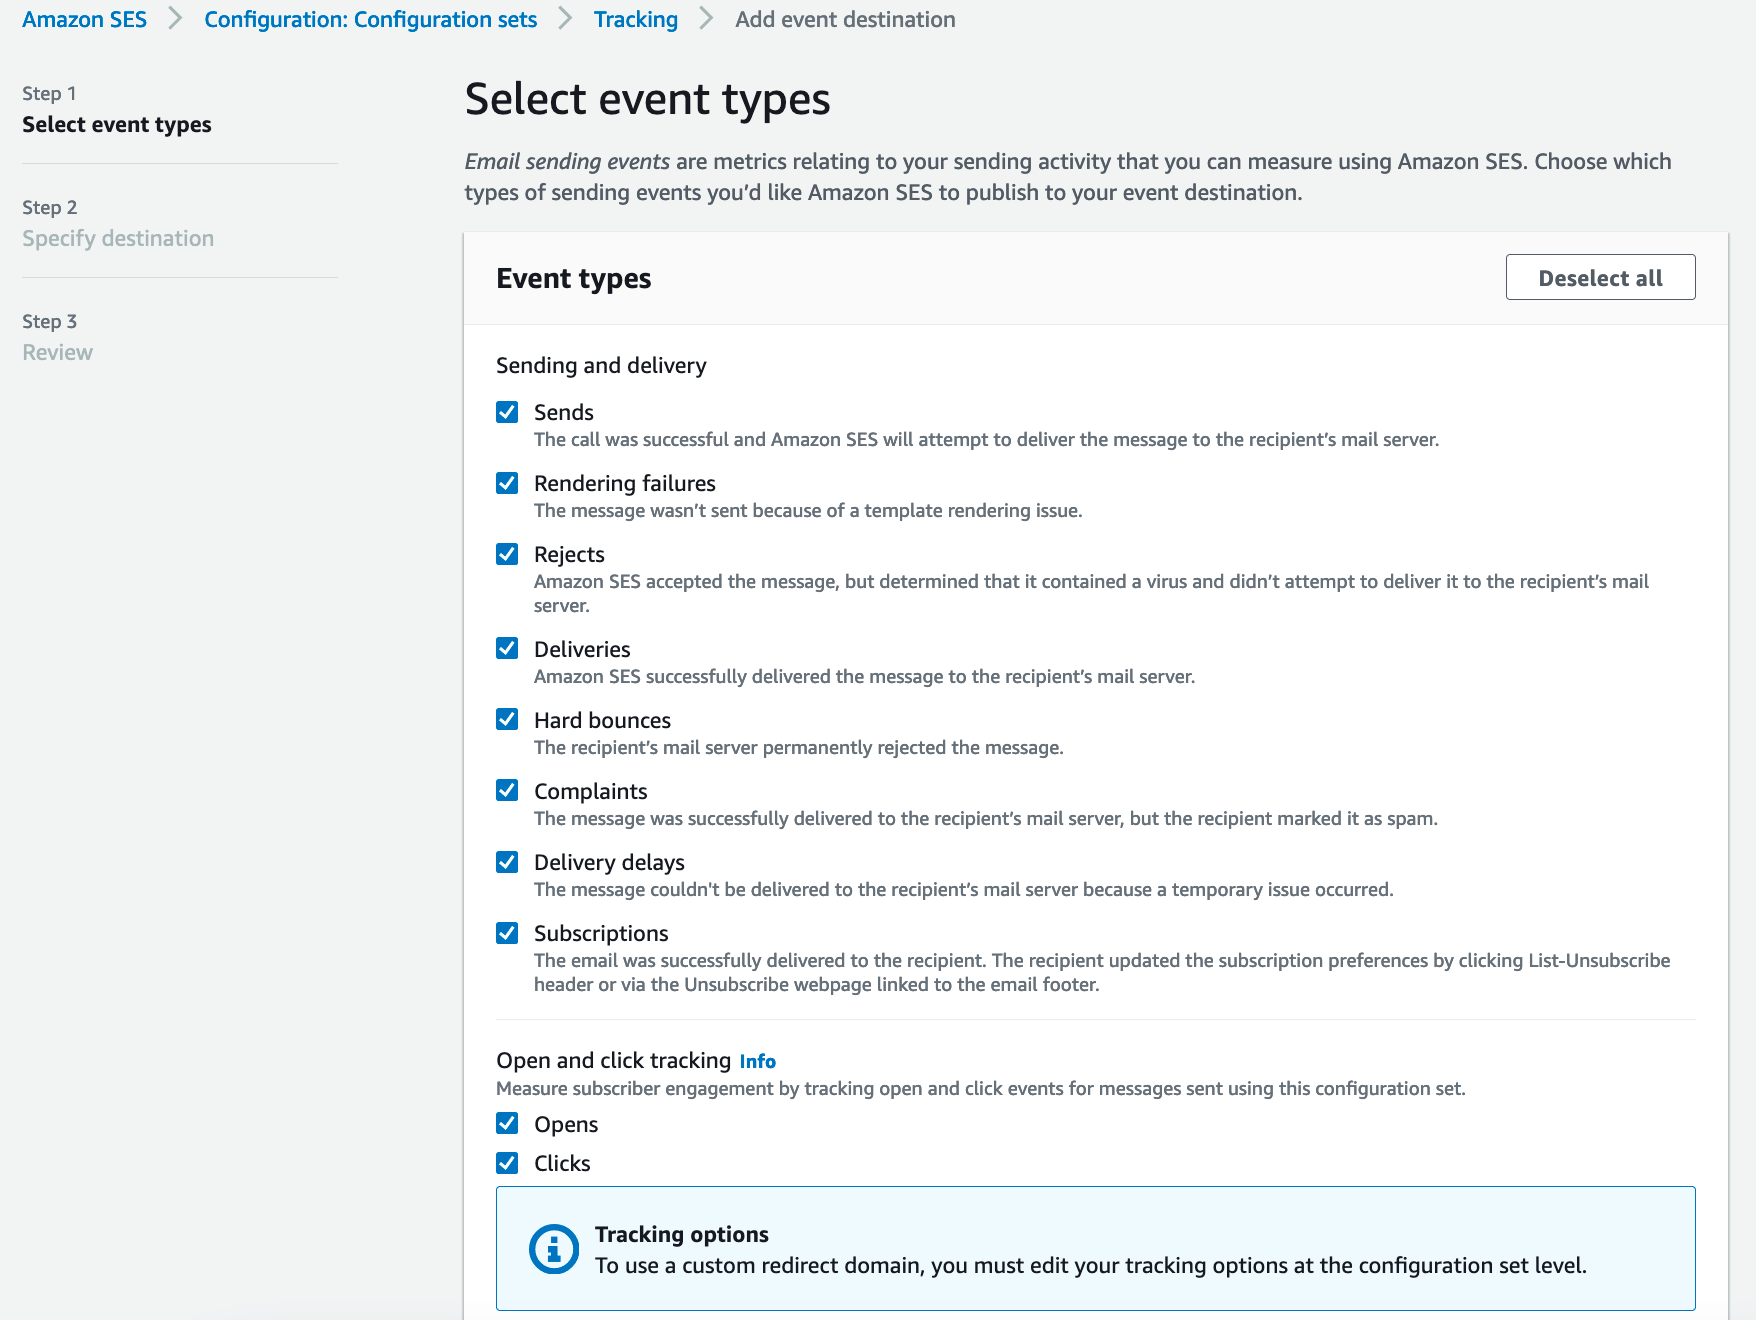 Amazon SES > Configuration: Configuration sets > Tracking > Add event destination
Step 1
Select event types
Step 2
Specify destination
Step 3
Review
Select event types
Email sending events are metrics relating to your sending activity that you can measure using Amazon SES. Choose which
types of sending events you’d like Amazon SES to publish to your event destination.
Event types
Deselect all
Sending and delivery
Sends
The call was successful and Amazon SES will attempt to deliver the message to the recipient’s mail server.
Rendering failures
The message wasn’t sent because of a template rendering issue.
Rejects
Amazon SES accepted the message, but determined that it contained a virus and didn’t attempt to deliver it to the recipient’s mail
server.
Deliveries
Amazon SES successfully delivered the message to the recipient’s mail server.
Hard bounces
The recipient’s mail server permanently rejected the message.
Complaints
The message was successfully delivered to the recipient’s mail server, but the recipient marked it as spam.
Delivery delays
The message couldn't be delivered to the recipient’s mail server because a temporary issue occurred.
Subscriptions
The email was successfully delivered to the recipient. The recipient updated the subscription preferences by clicking List-Unsubscribe
header or via the Unsubscribe webpage linked to the email footer.
Open and click tracking Info
Measure subscriber engagement by tracking open and click events for messages sent using this configuration set.
Opens
Clicks
Tracking options
To use a custom redirect domain, you must edit your tracking options at the configuration set level.